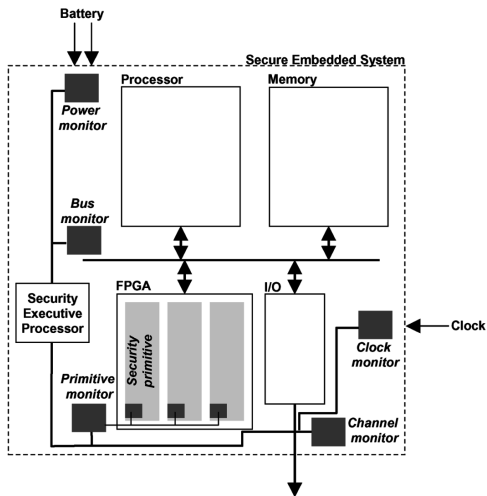 Battery
Secure Embedded System
Processor
Memory
Power
monitor
Bus
monitor
FPGA
I/O
Security
Executive
Processor
Security
primitive
Clock
Clock
monitor
Primitive
monitor
Channel
monitor